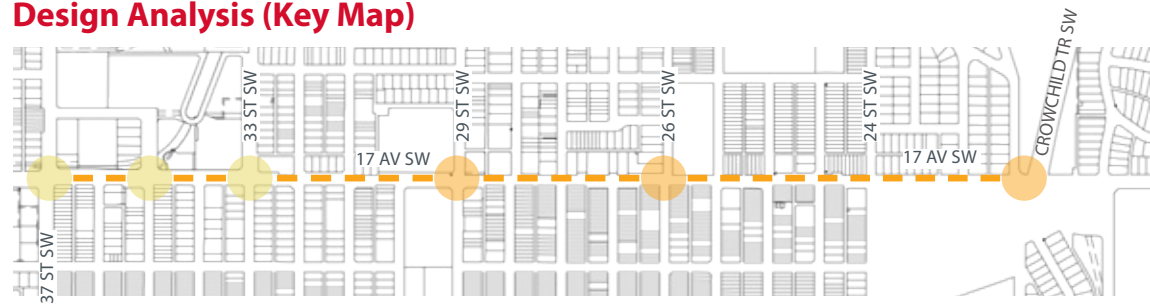 Design Analysis (Key Map)
CROWCHILD TR SW
33 ST SW
29 ST SW
26 ST SW
24 ST SW
17 AV SW
17 AV SW
37 ST SW